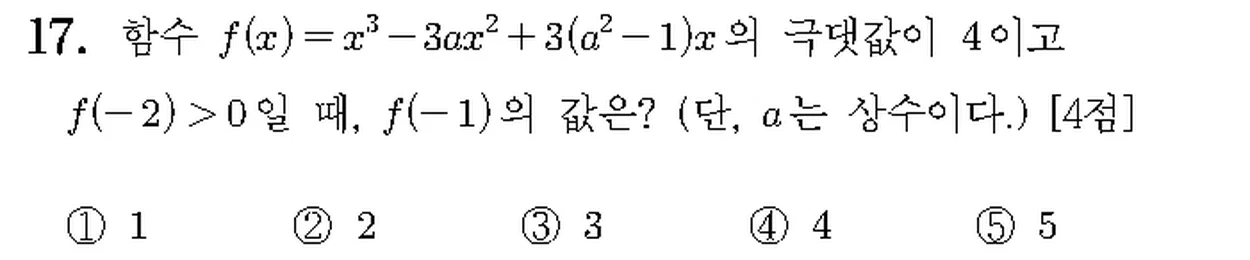 17. 함수 f(x)=x³-3ax²+3(a²-1)x의 극댓값이 4이고
f(-2)>0일 때, f(-1)의 값은? (단, a는 상수이다.) [4점]
① 1 ② 2 ③ 3 ④ 4 ⑤ 5